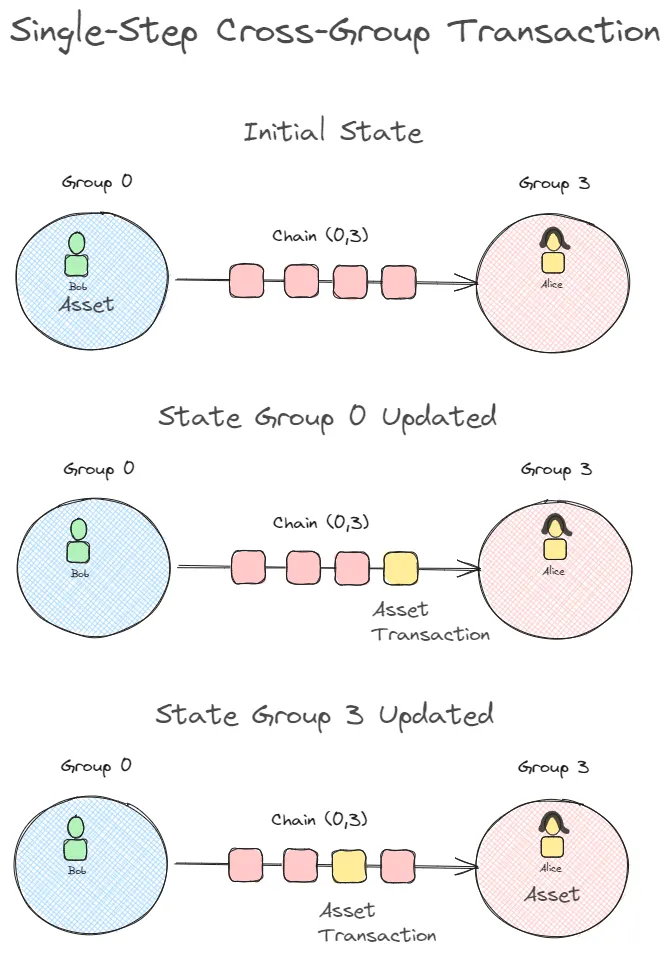 Single-Step Cross-Group Transaction
Initial State
Group 0
Group 3
Chain (0,3)
Bob
Asset
Alice
State Group 0 Updated
Group 0
Group 3
Chain (0,3)
Bob
Alice
Asset
Transaction
State Group 3 Updated
Group 0
Group 3
Chain (0,3)
Bob
Alice
Asset
Asset
Transaction